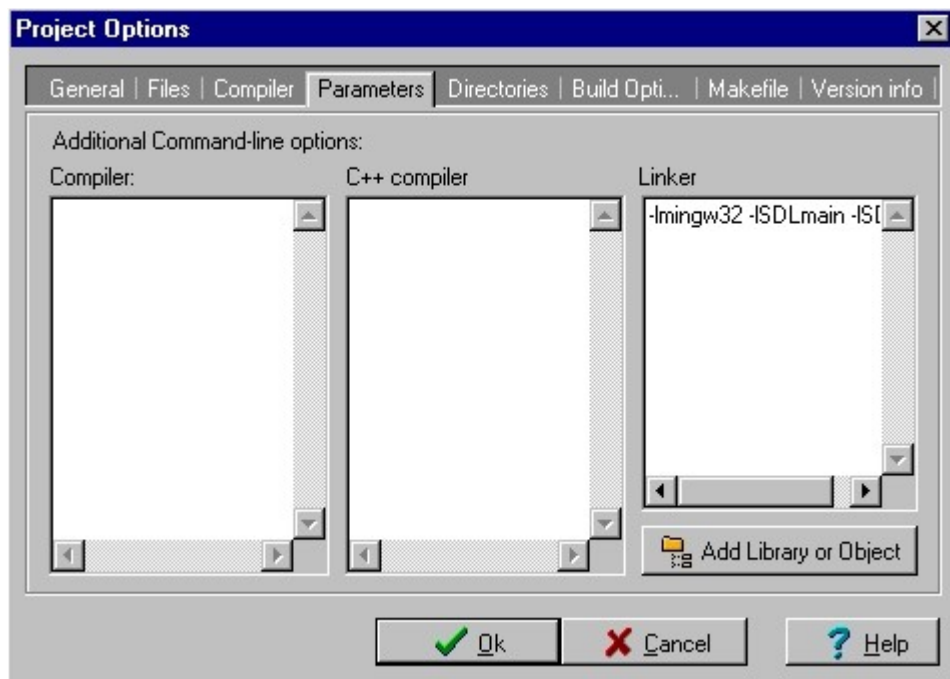 Project Options
General | Files | Compiler | Parameters | Directories | Build Opti... | Makefile | Version info
Additional Command-line options:
Compiler: C++ compiler Linker
-lmingw32 -lSDLmain
Add Library or Object
Ok Cancel Help